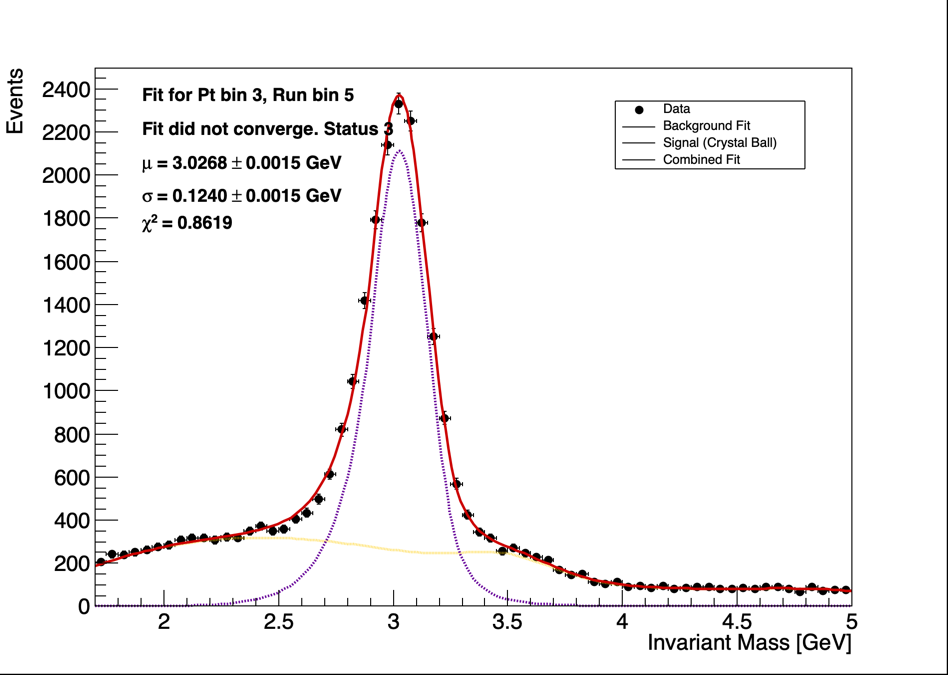 Events
2400
2200
2000
1800
1600
1400
1200
1000
800
600
400
200
0
Fit for Pt bin 3, Run bin 5
Fit did not converge. Status 3
μ = 3.0268 ± 0.0015 GeV
σ = 0.1240 ± 0.0015 GeV
χ² = 0.8619
Data
Background Fit
Signal (Crystal Ball)
Combined Fit
2 2.5 3 3.5 4 4.5 5
Invariant Mass [GeV]